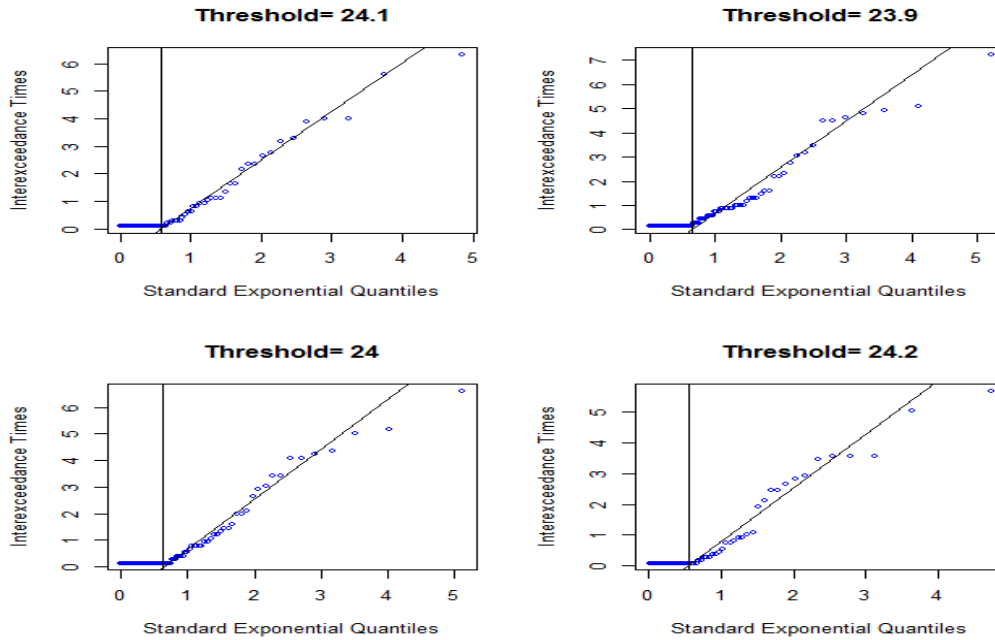 Threshold= 24.1
Interexceedance Times
0 1 2 3 4 5 6
0 1 2 3 4 5
Standard Exponential Quantiles
Threshold= 23.9
Interexceedance Times
0 1 2 3 4 5 6 7
0 1 2 3 4 5
Standard Exponential Quantiles
Threshold= 24
Interexceedance Times
0 1 2 3 4 5 6
0 1 2 3 4 5
Standard Exponential Quantiles
Threshold= 24.2
Interexceedance Times
0 1 2 3 4 5
0 1 2 3 4
Standard Exponential Quantiles